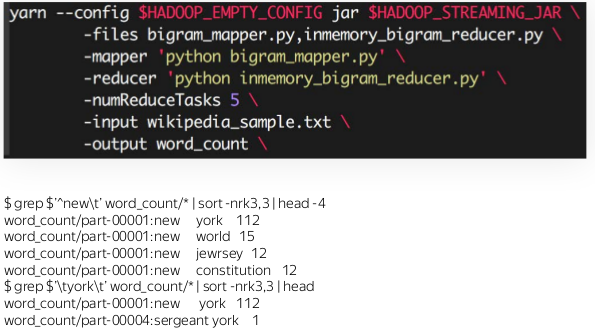 yarn --config $HADOOP_EMPTY_CONFIG jar $HADOOP_STREAMING_JAR \
-files bigram_mapper.py,inmemory_bigram_reducer.py \
-mapper 'python bigram_mapper.py' \
-reducer 'python inmemory_bigram_reducer.py' \
-numReduceTasks 5 \
-input wikipedia_sample.txt \
-output word_count \
$ grep $'^new\t' word_count/* | sort -nrk3,3 | head -4
word_count/part-00001:new york 112
word_count/part-00001:new world 15
word_count/part-00001:new jewrsey 12
word_count/part-00001:new constitution 12
$ grep $'\tyork\t' word_count/* | sort -nrk3,3 | head
word_count/part-00001:new york 112
word_count/part-00004:sergeant york 1